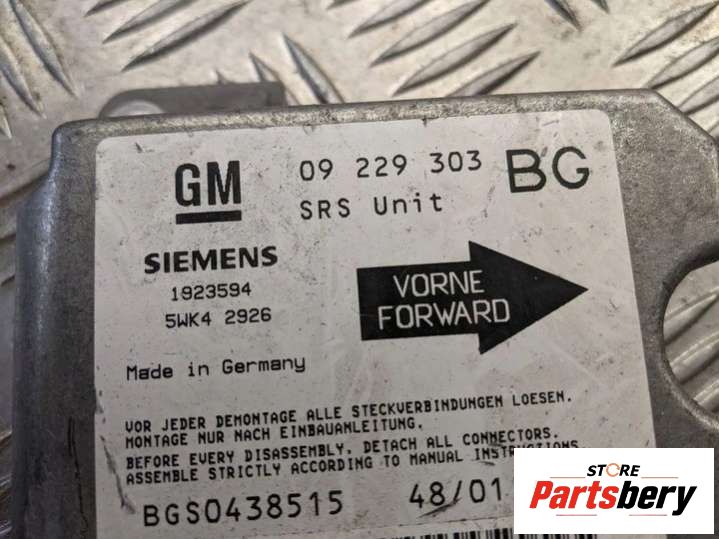 GM 09 229 303 BG
SRS Unit
SIEMENS
1923594
5WK4 2926
VORNE
FORWARD
Made in Germany
VOR JEDER DEMONTAGE ALLE STECKVERBINDUNGEN LOESEN.
MONTAGE NUR NACH EINBAUANLEITUNG.
BEFORE EVERY DISASSEMBLY, DETACH ALL CONNECTORS.
ASSEMBLE STRICTLY ACCORDING TO MANUAL INSTRUCTIONS
BGS0438515 48/01
STORE
Partsbery